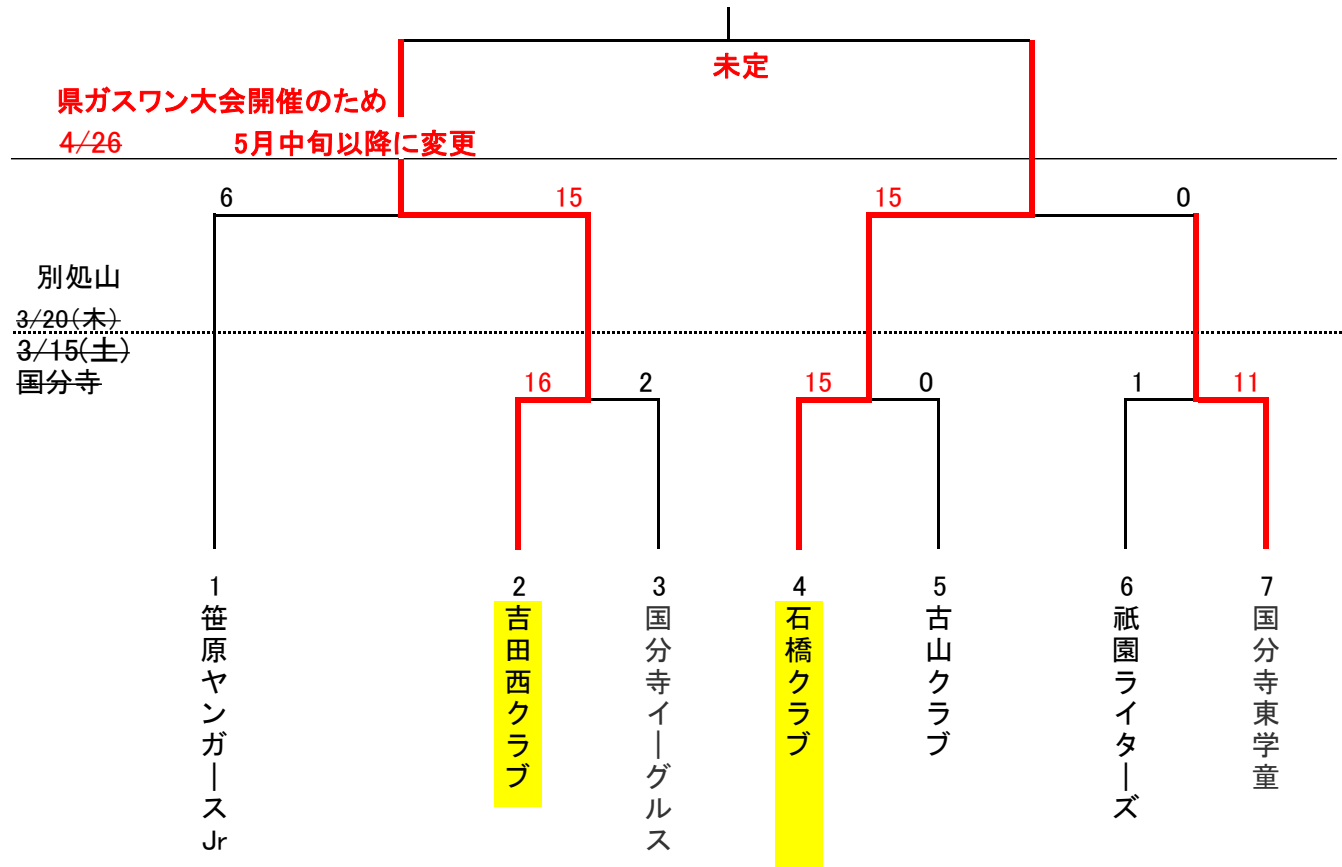 未定
県ガスワン大会開催のため
4/26 5月中旬以降に変更
6 15 15 0
別処山
3/20(木)
3/15(土)
国分寺
16 2 15 0 1 11
1 2 3 4 5 6 7
笹原ヤンガースJr
吉田西クラブ
国分寺イーグルス
石橋クラブ
古山クラブ
祇園ライターズ
国分寺東学童